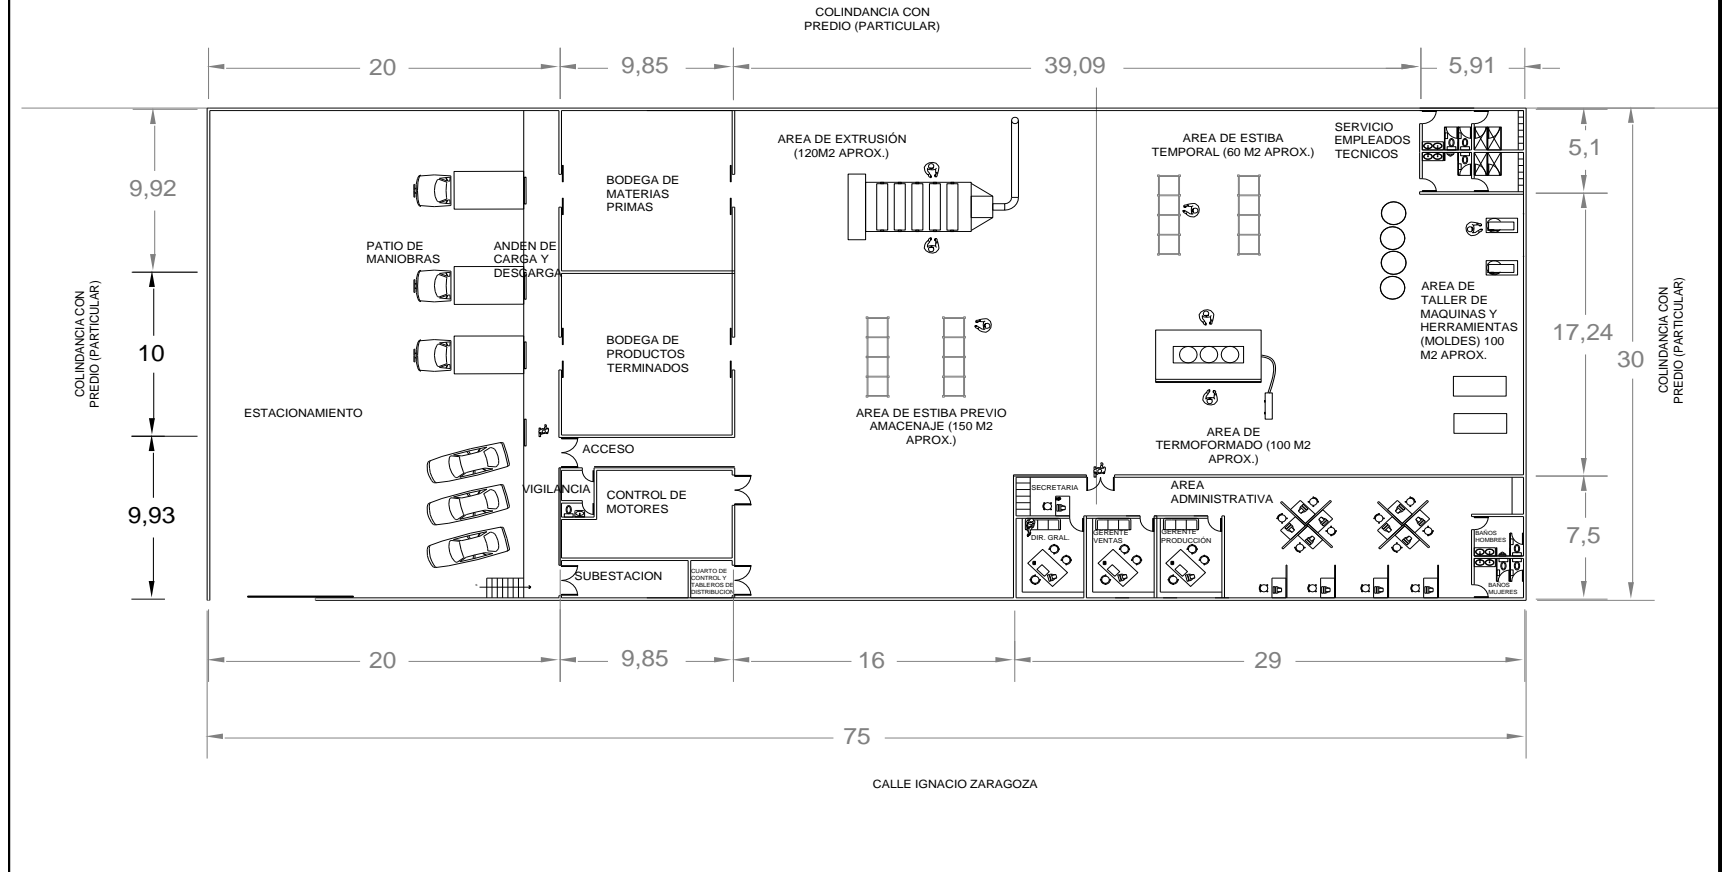 COLINDANCIA CON
PREDIO (PARTICULAR)
20
9,85
39,09
5,91
9,92
10
9,93
COLINDANCIA CON
PREDIO (PARTICULAR)
PATIO DE
MANIOBRAS
ANDEN DE
CARGA Y
DESGARGA
ESTACIONAMIENTO
BODEGA DE
MATERIAS
PRIMAS
BODEGA DE
PRODUCTOS
TERMINADOS
ACCESO
VIGILANCIA
CONTROL DE
MOTORES
SUBESTACION
CUARTO DE
CONTROL Y
TABLEROS DE
DISTRIBUCION
AREA DE EXTRUSIÓN
(120M2 APROX.)
AREA DE ESTIBA PREVIO
AMACENAJE (150 M2
APROX.)
AREA DE ESTIBA
TEMPORAL (60 M2 APROX.)
SERVICIO
EMPLEADOS
TECNICOS
AREA DE
TALLER DE
MAQUINAS Y
HERRAMIENTAS
(MOLDES) 100
M2 APROX.
AREA DE
TERMOFORMADO (100 M2
APROX.)
SECRETARIA
AREA
ADMINISTRATIVA
DIR. GRAL.
GERENTE
VENTAS
GERENTE
PRODUCCIÓN
BAÑOS
HOMBRES
BAÑOS
MUJERES
5,1
17,24
30
7,5
COLINDANCIA CON
PREDIO (PARTICULAR)
20
9,85
16
29
75
CALLE IGNACIO ZARAGOZA